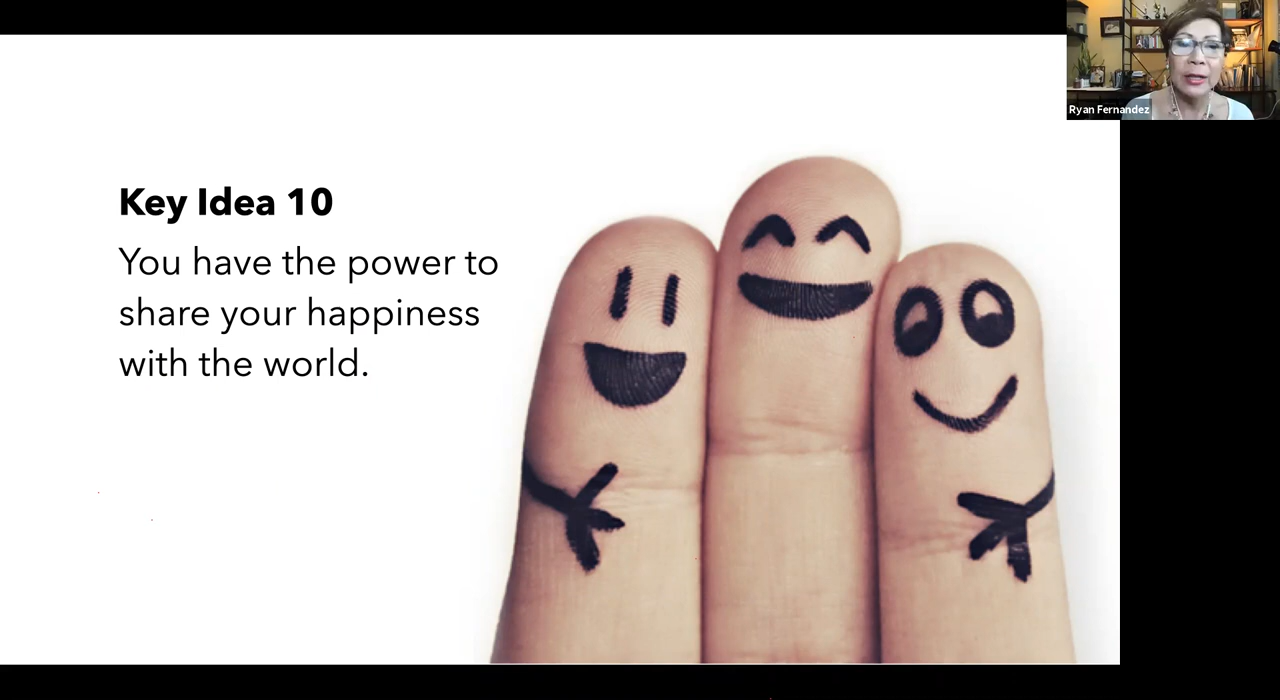 Ryan Fernandez
Key Idea 10
You have the power to
share your happiness
with the world.